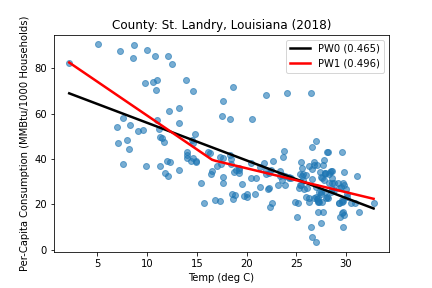 County: St. Landry, Louisiana (2018)
Per-Capita Consumption (MMBtu/1000 Households)
80
60
40
20
0
PW0 (0.465)
PW1 (0.496)
5 10 15 20 25 30
Temp (deg C)